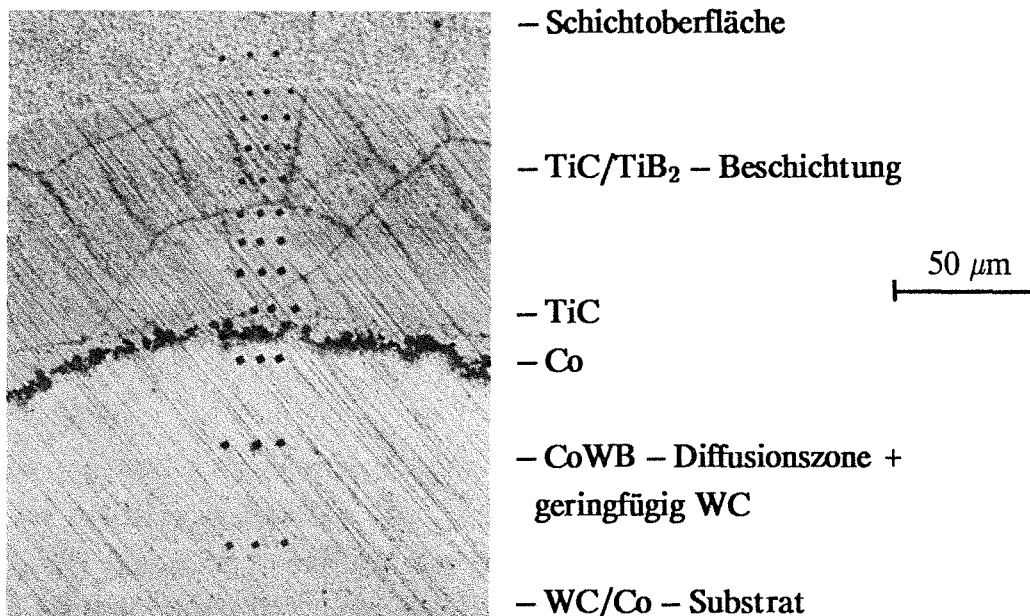 – Schichtoberfläche
– TiC/TiB₂ – Beschichtung
50 μm
– TiC
– Co
– CoWB – Diffusionszone +
geringfügig WC
– WC/Co – Substrat